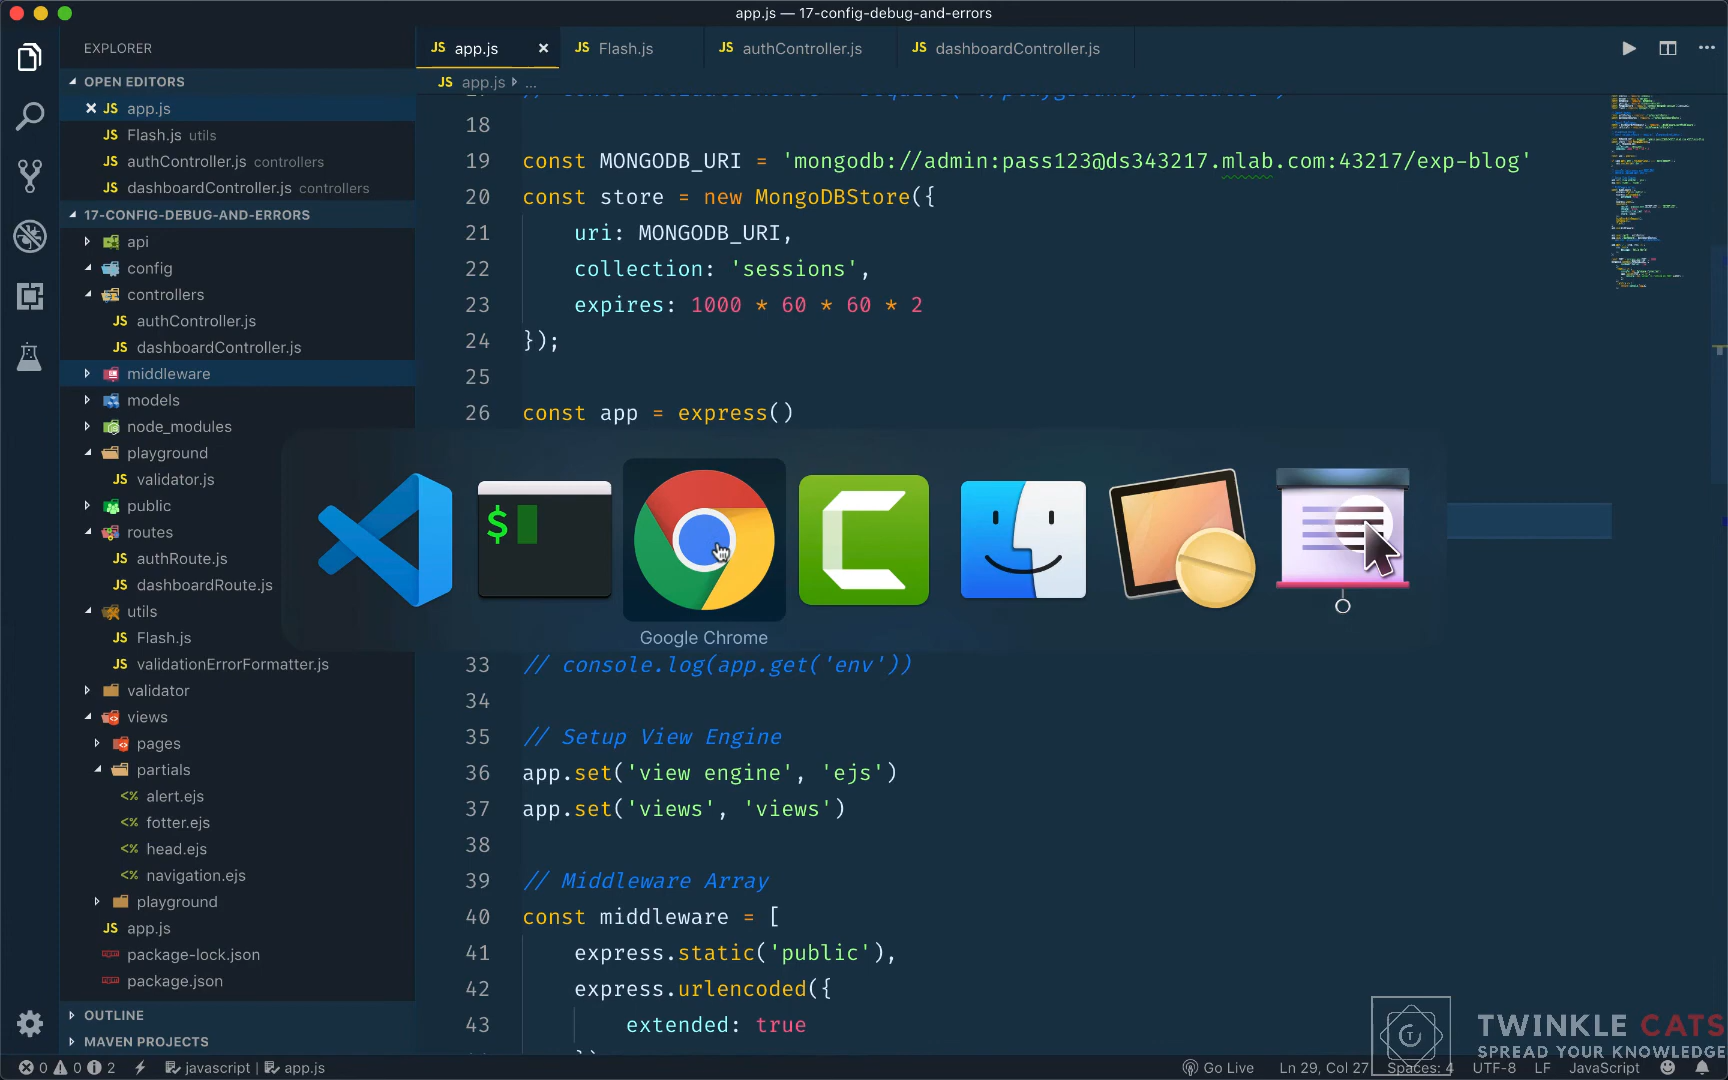 app.js — 17-config-debug-and-errors
EXPLORER
OPEN EDITORS
JS app.js
JS Flash.js utils
JS authController.js controllers
JS dashboardController.js controllers
17-CONFIG-DEBUG-AND-ERRORS
api
config
controllers
JS authController.js
JS dashboardController.js
middleware
models
node_modules
playground
JS validator.js
public
routes
JS authRoute.js
JS dashboardRoute.js
utils
JS Flash.js
JS validationErrorFormatter.js
validator
views
pages
partials
<% alert.ejs
<% fotter.ejs
<% head.ejs
<% navigation.ejs
playground
JS app.js
package-lock.json
package.json
OUTLINE
MAVEN PROJECTS
JS app.js
JS Flash.js
JS authController.js
JS dashboardController.js
JS app.js ...
18
19 const MONGODB_URI = 'mongodb://admin:pass123@ds343217.mlab.com:43217/exp-blog'
20 const store = new MongoDBStore({
21 uri: MONGODB_URI,
22 collection: 'sessions',
23 expires: 1000 * 60 * 60 * 2
24 });
25
26 const app = express()
$
Google Chrome
33 // console.log(app.get('env'))
34
35 // Setup View Engine
36 app.set('view engine', 'ejs')
37 app.set('views', 'views')
38
39 // Middleware Array
40 const middleware = [
41 express.static('public'),
42 express.urlencoded({
43 extended: true
TWINKLE CATS
SPREAD YOUR KNOWLEDGE
0 0 2 javascript | app.js
Go Live Ln 29, Col 27 Spaces: 4 UTF-8 LF JavaScript